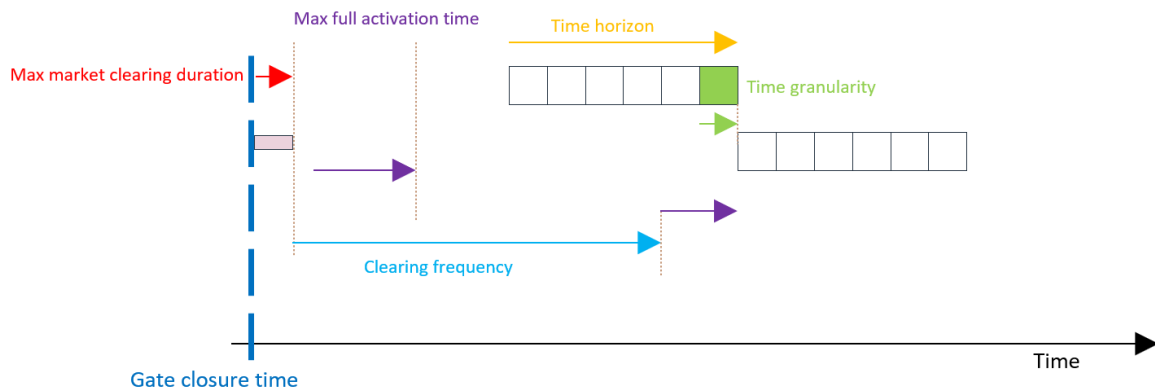 Max full activation time
Time horizon
Max market clearing duration
Time granularity
Clearing frequency
Time
Gate closure time